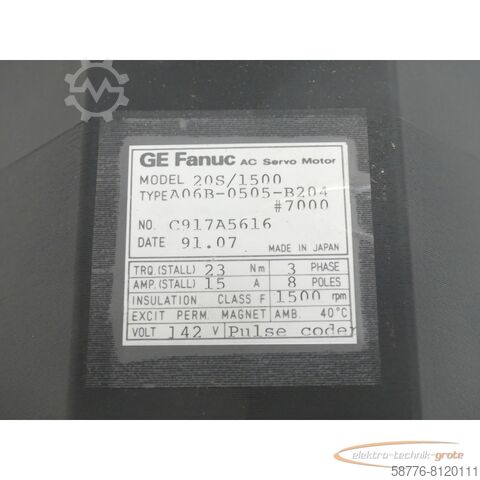 GE Fanuc AC Servo Motor
MODEL 20S/1500
TYPE A06B-0505-B204
#7000
NO. C917A5616
DATE 91.07 MADE IN JAPAN
TRQ.(STALL) 23 Nm 3 PHASE
AMP.(STALL) 15 A 8 POLES
INSULATION CLASS F 1500 rpm
EXCIT PERM. MAGNET AMB. 40°C
VOLT 142 V Pulse coder
elektro-technik-grote
58776-8120111